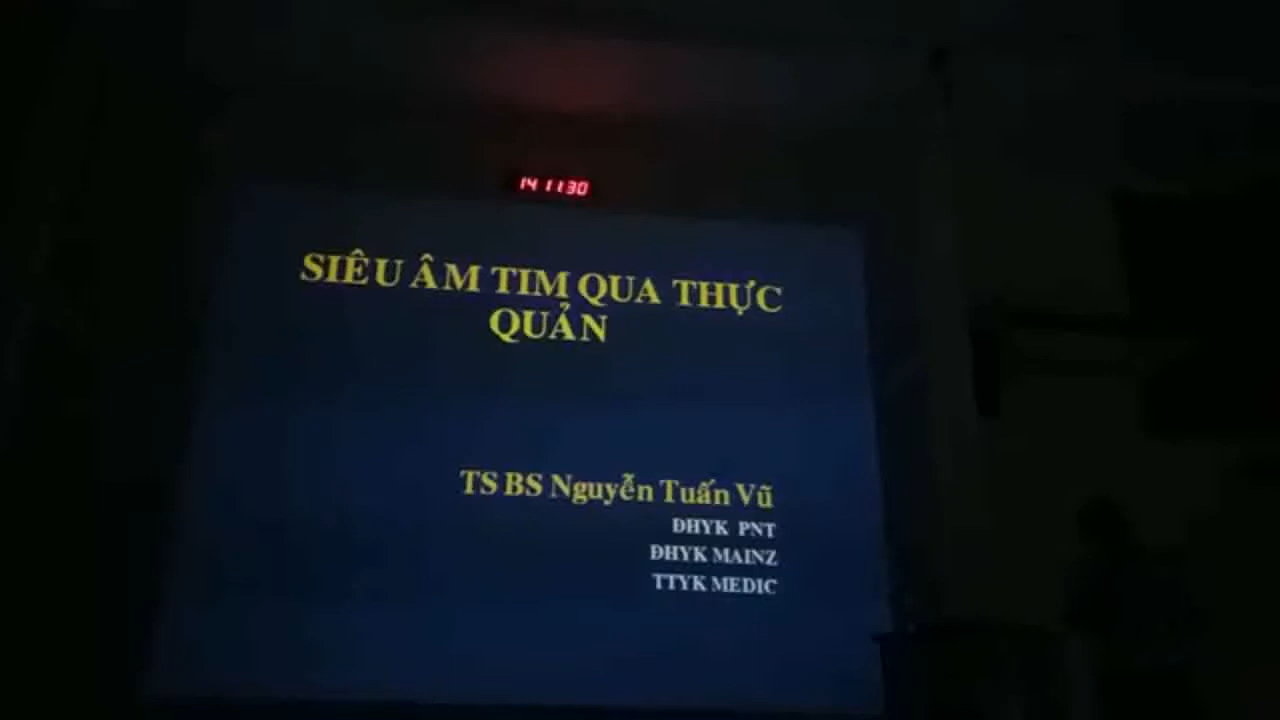 14 11 30
SIÊU ÂM TIM QUA THỰC
QUẢN
TS BS Nguyễn Tuấn Vũ
ĐHYK PNT
ĐHYK MAINZ
TTYK MEDIC